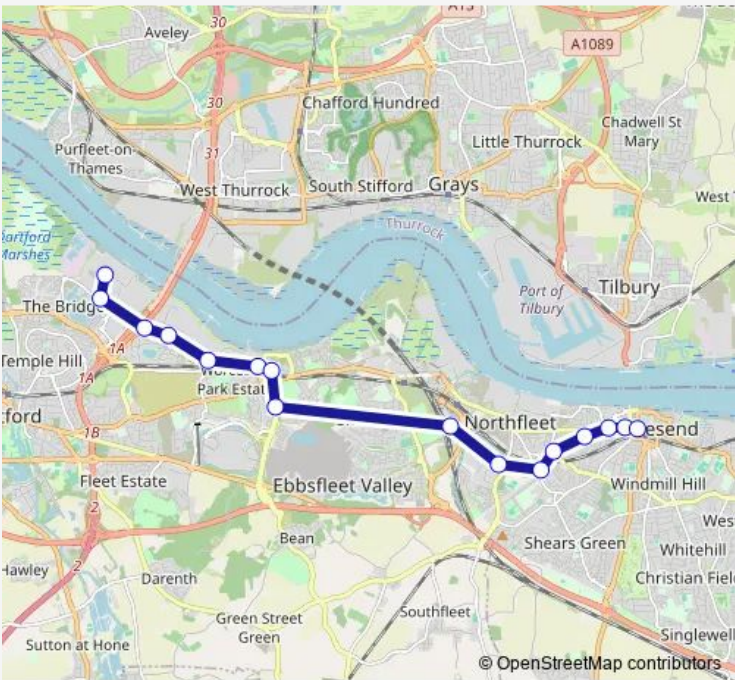 A13
Aveley
30
A1089
30
Chafford Hundred
Chadwell St
Mary
Purfleet-on-
Thames
31
Little Thurrock
West Thurrock
South Stifford
Grays
West
Thurrock
Dartford
Marshes
Port of
Tilbury
Tilbury
The Bridge
1A
Temple Hill
1A
Park Estat
Northfleet
esend
ford
1B
Fleet Estate
Ebbsfleet Valley
Windmill Hill
2
Bean
Wes
Shears Green
Whitehill
Hawley
2
Darenth
Christian Fiel
Southfleet
Green Street
Green
Singlewell
Sutton at Hone
© OpenStreetMap contributors